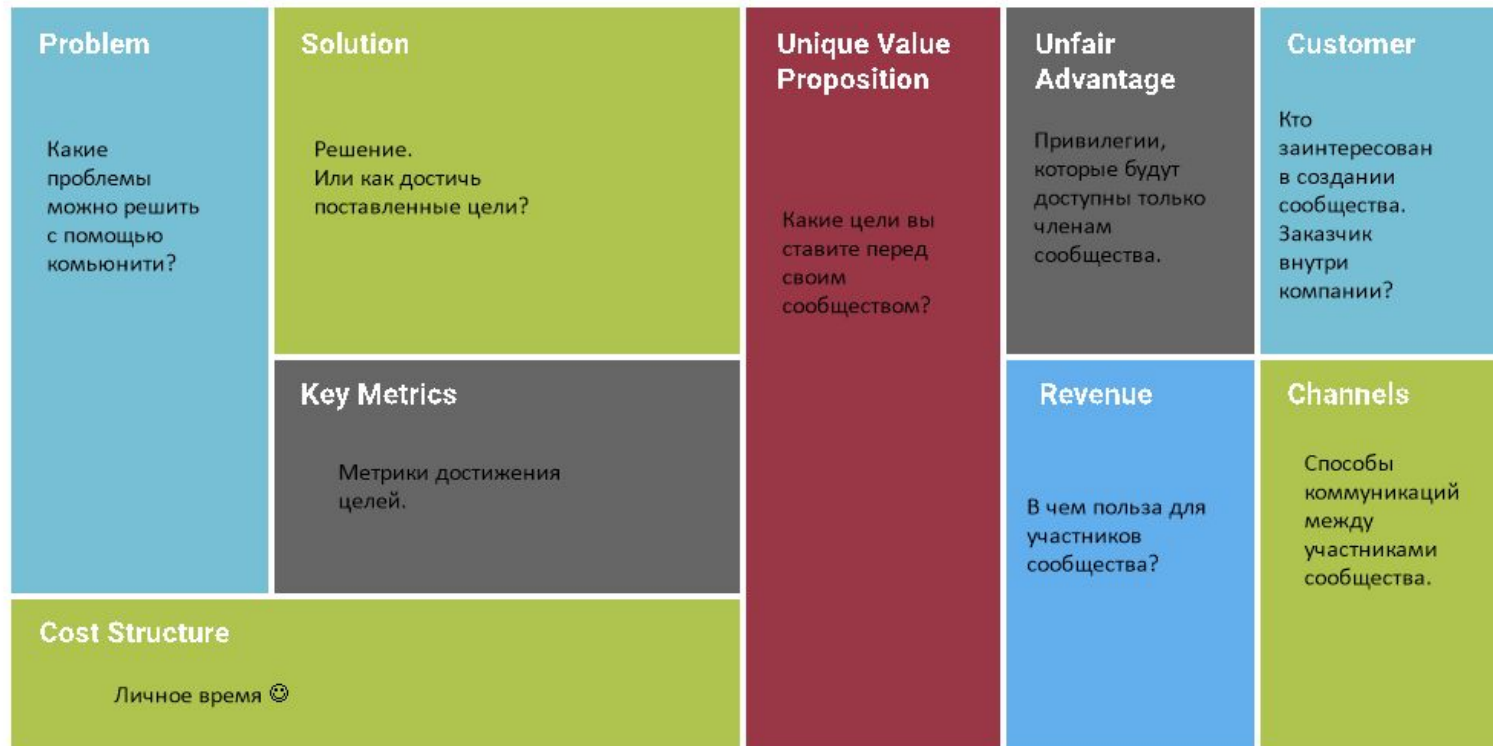 Problem
Какие
проблемы
можно решить
с помощью
комьюнити?
Solution
Решение.
Или как достичь
поставленные цели?
Key Metrics
Метрики достижения
целей.
Unique Value
Proposition
Какие цели вы
ставите перед
своим
сообществом?
Unfair
Advantage
Привилегии,
которые будут
доступны только
членам
сообщества.
Customer
Кто
заинтересован
в создании
сообщества.
Заказчик
внутри
компании?
Revenue
В чем польза для
участников
сообщества?
Channels
Способы
коммуникаций
между
участниками
сообщества.
Cost Structure
Личное время ☺